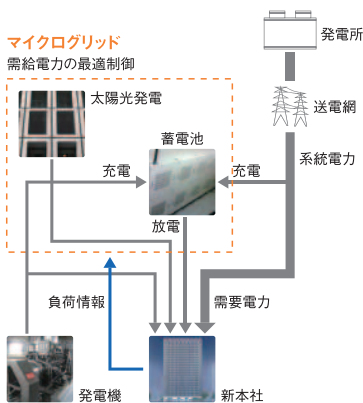 発電所
マイクログリッド
需給電力の最適制御
太陽光発電
送電網
蓄電池
系統電力
充電
充電
放電
負荷情報
需要電力
発電機
新本社